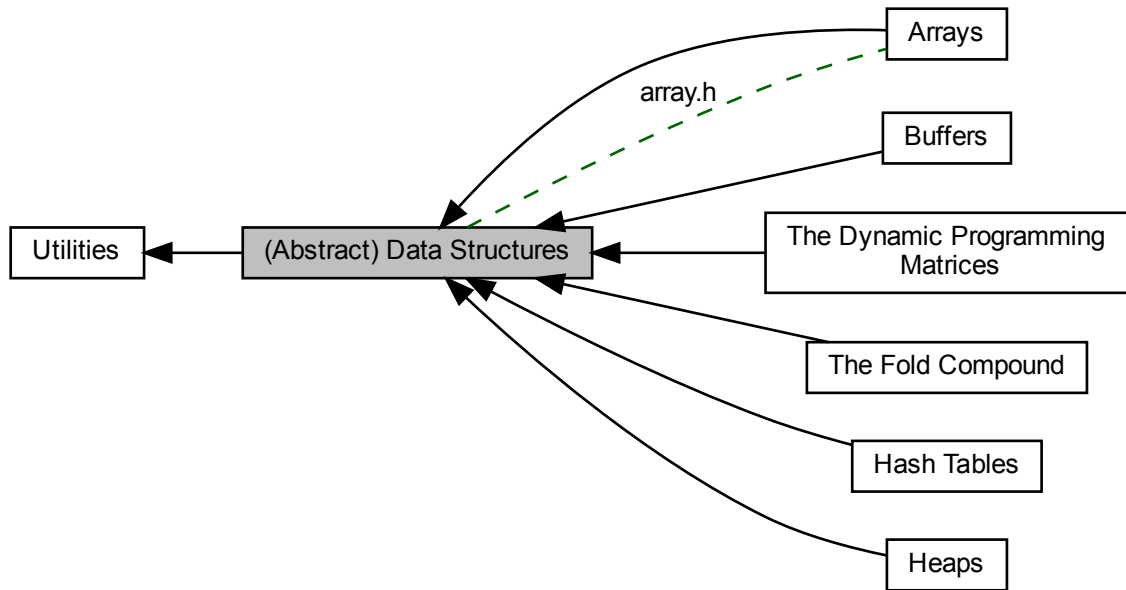 Arrays
array.h
Buffers
The Dynamic Programming
Matrices
Utilities
(Abstract) Data Structures
The Fold Compound
Hash Tables
Heaps